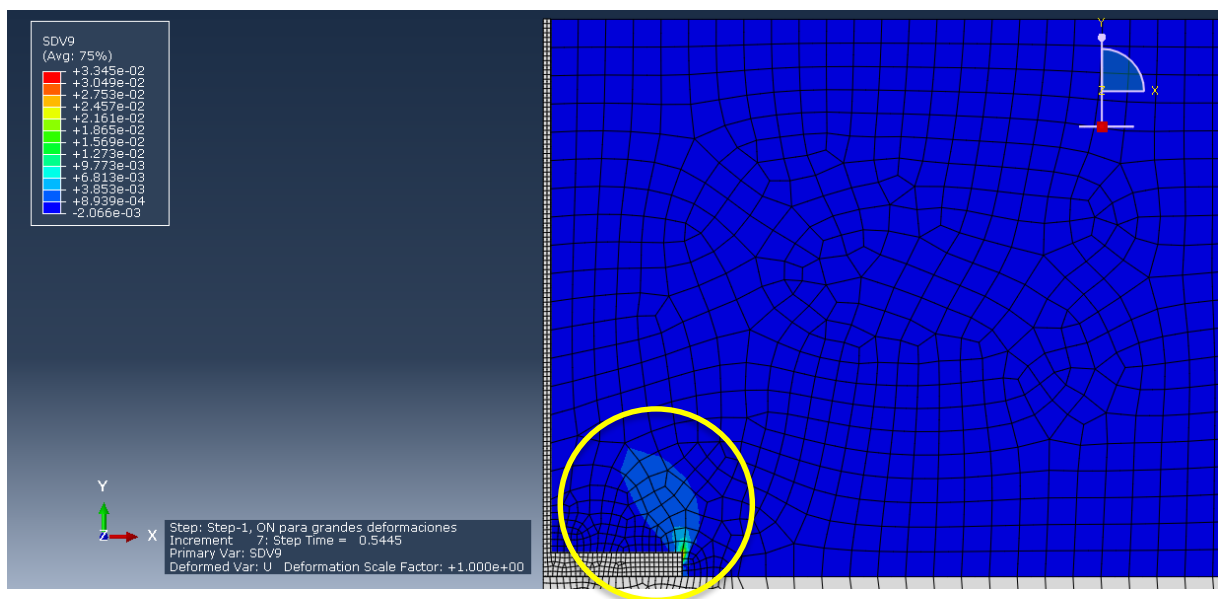 SDV9
(Avg: 75%)
+3.345e-02
+3.049e-02
+2.753e-02
+2.457e-02
+2.161e-02
+1.865e-02
+1.569e-02
+1.273e-02
+9.773e-03
+6.813e-03
+3.853e-03
+8.939e-04
-2.066e-03
Y
Z X
Y
Z X
Step: Step-1, ON para grandes deformaciones
Increment 7: Step Time = 0.5445
Primary Var: SDV9
Deformed Var: U Deformation Scale Factor: +1.000e+00